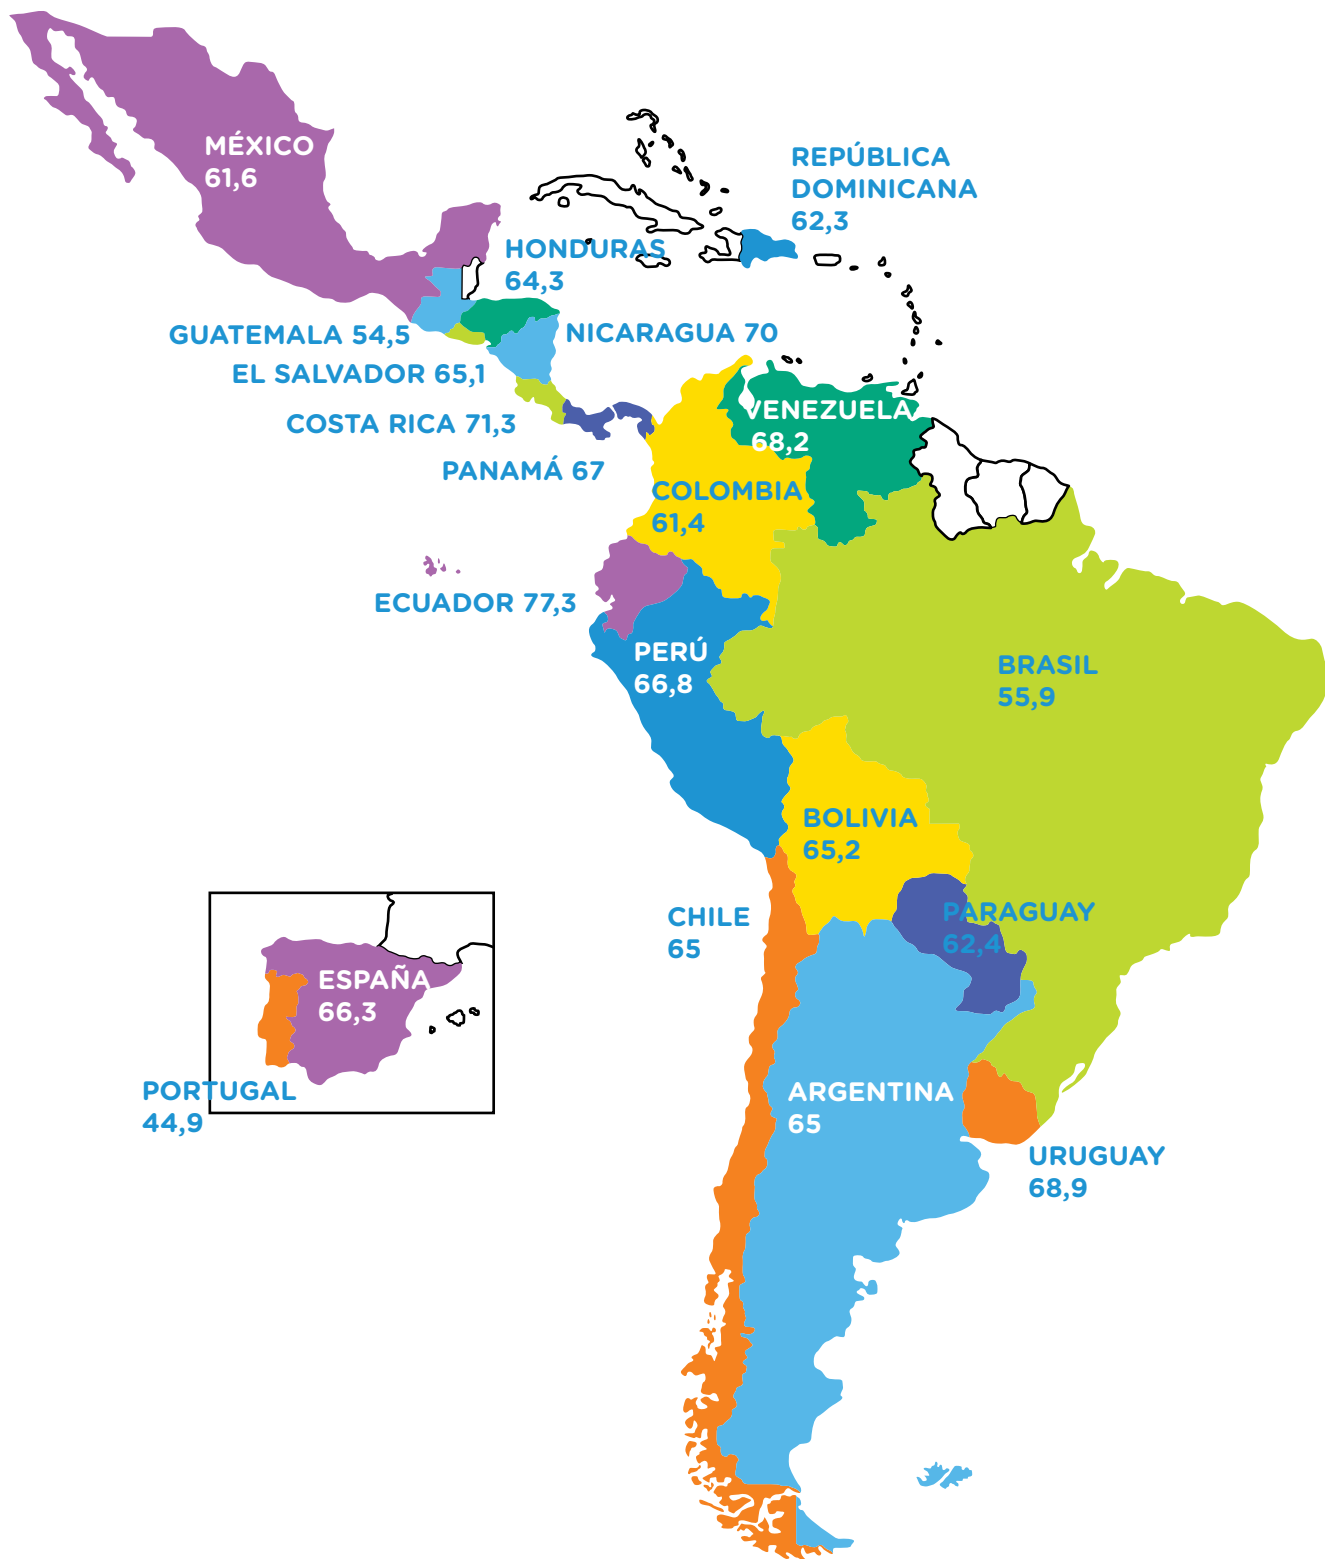 MÉXICO
61,6
REPÚBLICA
DOMINICANA
62,3
HONDURAS
64,3
GUATEMALA 54,5
NICARAGUA 70
EL SALVADOR 65,1
COSTA RICA 71,3
PANAMÁ 67
VENEZUELA
68,2
COLOMBIA
61,4
ECUADOR 77,3
PERÚ
66,8
BRASIL
55,9
BOLIVIA
65,2
CHILE
65
PARAGUAY
62,4
ESPAÑA
66,3
PORTUGAL
44,9
ARGENTINA
65
URUGUAY
68,9